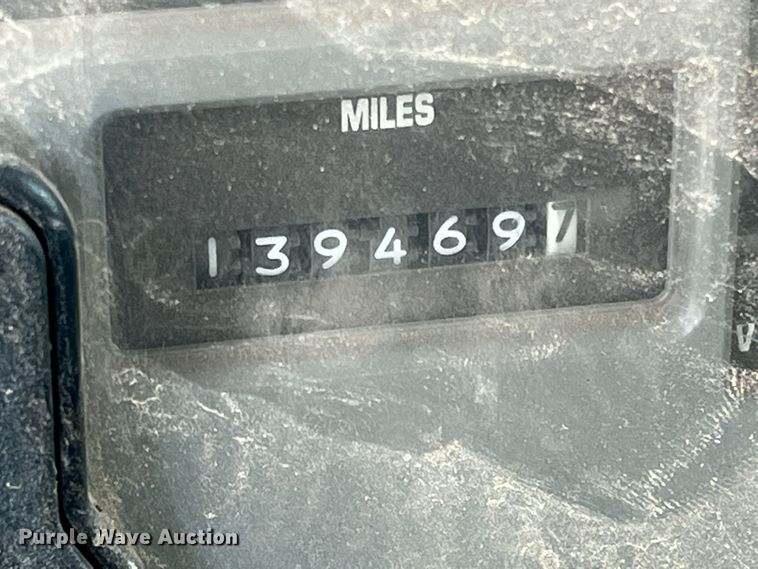 MILES
1394697
V
Purple Wave Auction